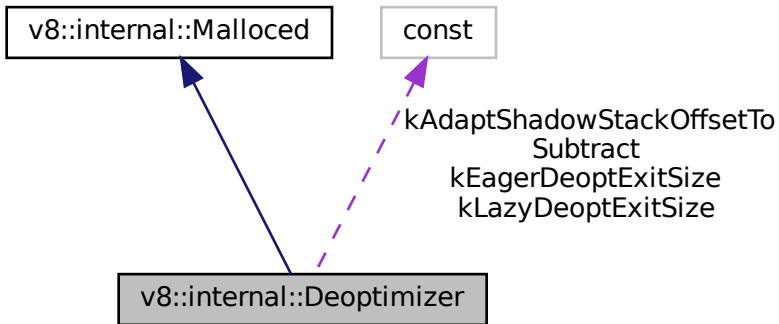 v8::internal::Malloced
const
kAdaptShadowStackOffsetTo
Subtract
kEagerDeoptExitSize
kLazyDeoptExitSize
v8::internal::Deoptimizer